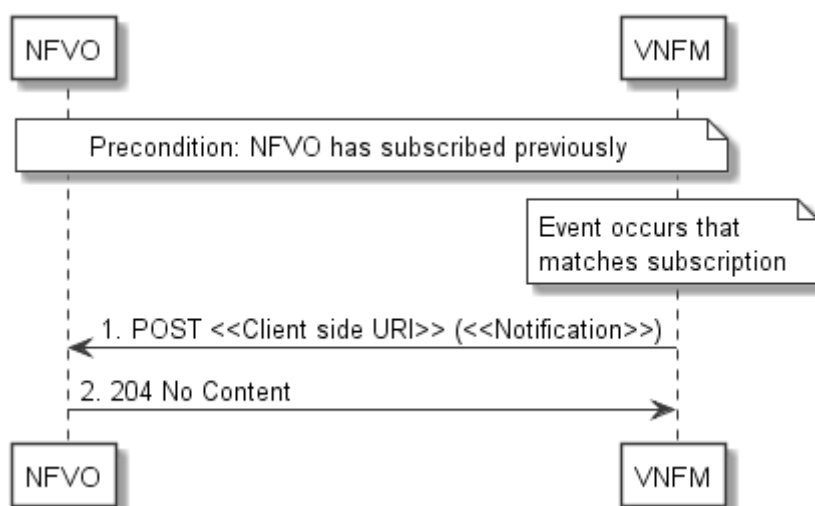 NFVO
VNFM
Precondition: NFVO has subscribed previously
Event occurs that
matches subscription
1. POST <<Client side URI>> (<<Notification>>)
2. 204 No Content
NFVO
VNFM